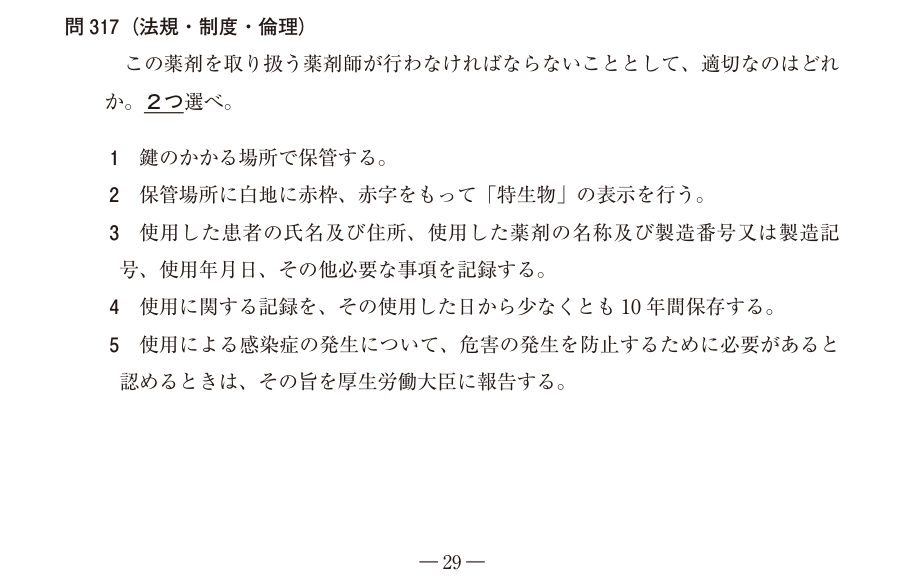 問 317（法規・制度・倫理）
この薬剤を取り扱う薬剤師が行わなければならないこととして、適切なのはどれ
か。２つ選べ。
1 鍵のかかる場所で保管する。
2 保管場所に白地に赤枠、赤字をもって「特生物」の表示を行う。
3 使用した患者の氏名及び住所、使用した薬剤の名称及び製造番号又は製造記
号、使用年月日、その他必要な事項を記録する。
4 使用に関する記録を、その使用した日から少なくとも 10 年間保存する。
5 使用による感染症の発生について、危害の発生を防止するために必要があると
認めるときは、その旨を厚生労働大臣に報告する。
— 29 —